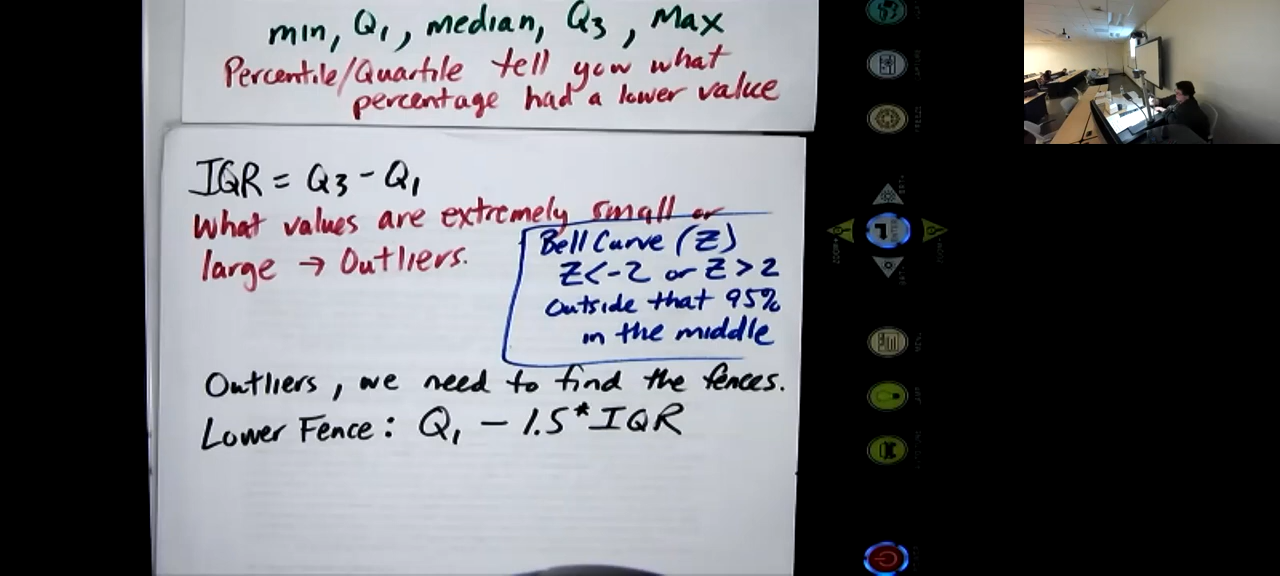 min, Q₁, median, Q₃, Max
Percentile/Quartile tell you what
percentage had a lower value
IQR = Q₃ - Q₁
What values are extremely small or
large → Outliers.
Bell Curve (Z)
Z<-2 or Z>2
Outside that 95%
in the middle
Outliers, we need to find the fences.
Lower Fence: Q₁ - 1.5*IQR